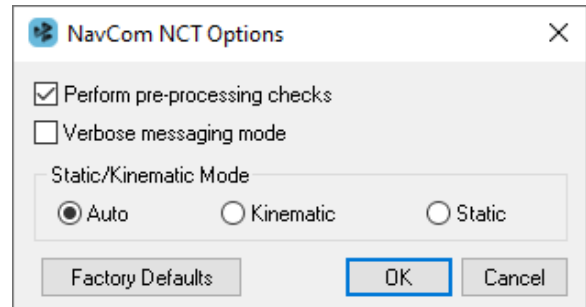 NavCom NCT Options
Perform pre-processing checks
Verbose messaging mode
Static/Kinematic Mode
Auto Kinematic Static
Factory Defaults OK Cancel